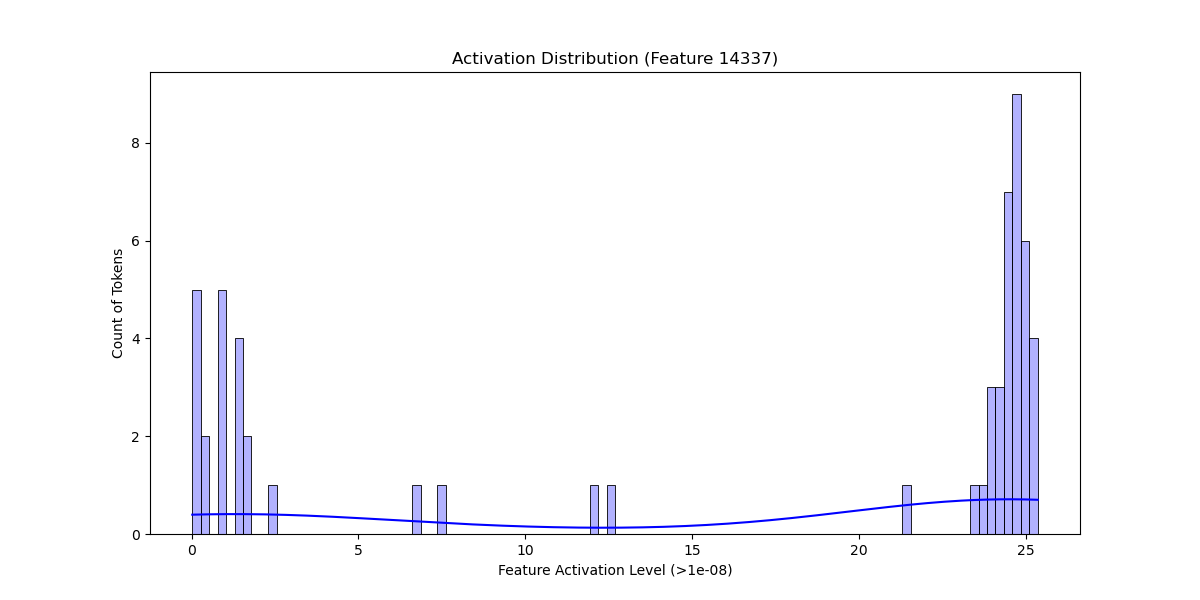 Activation Distribution (Feature 14337)
8
6
4
2
0
Count of Tokens
0 5 10 15 20 25
Feature Activation Level (>1e-08)